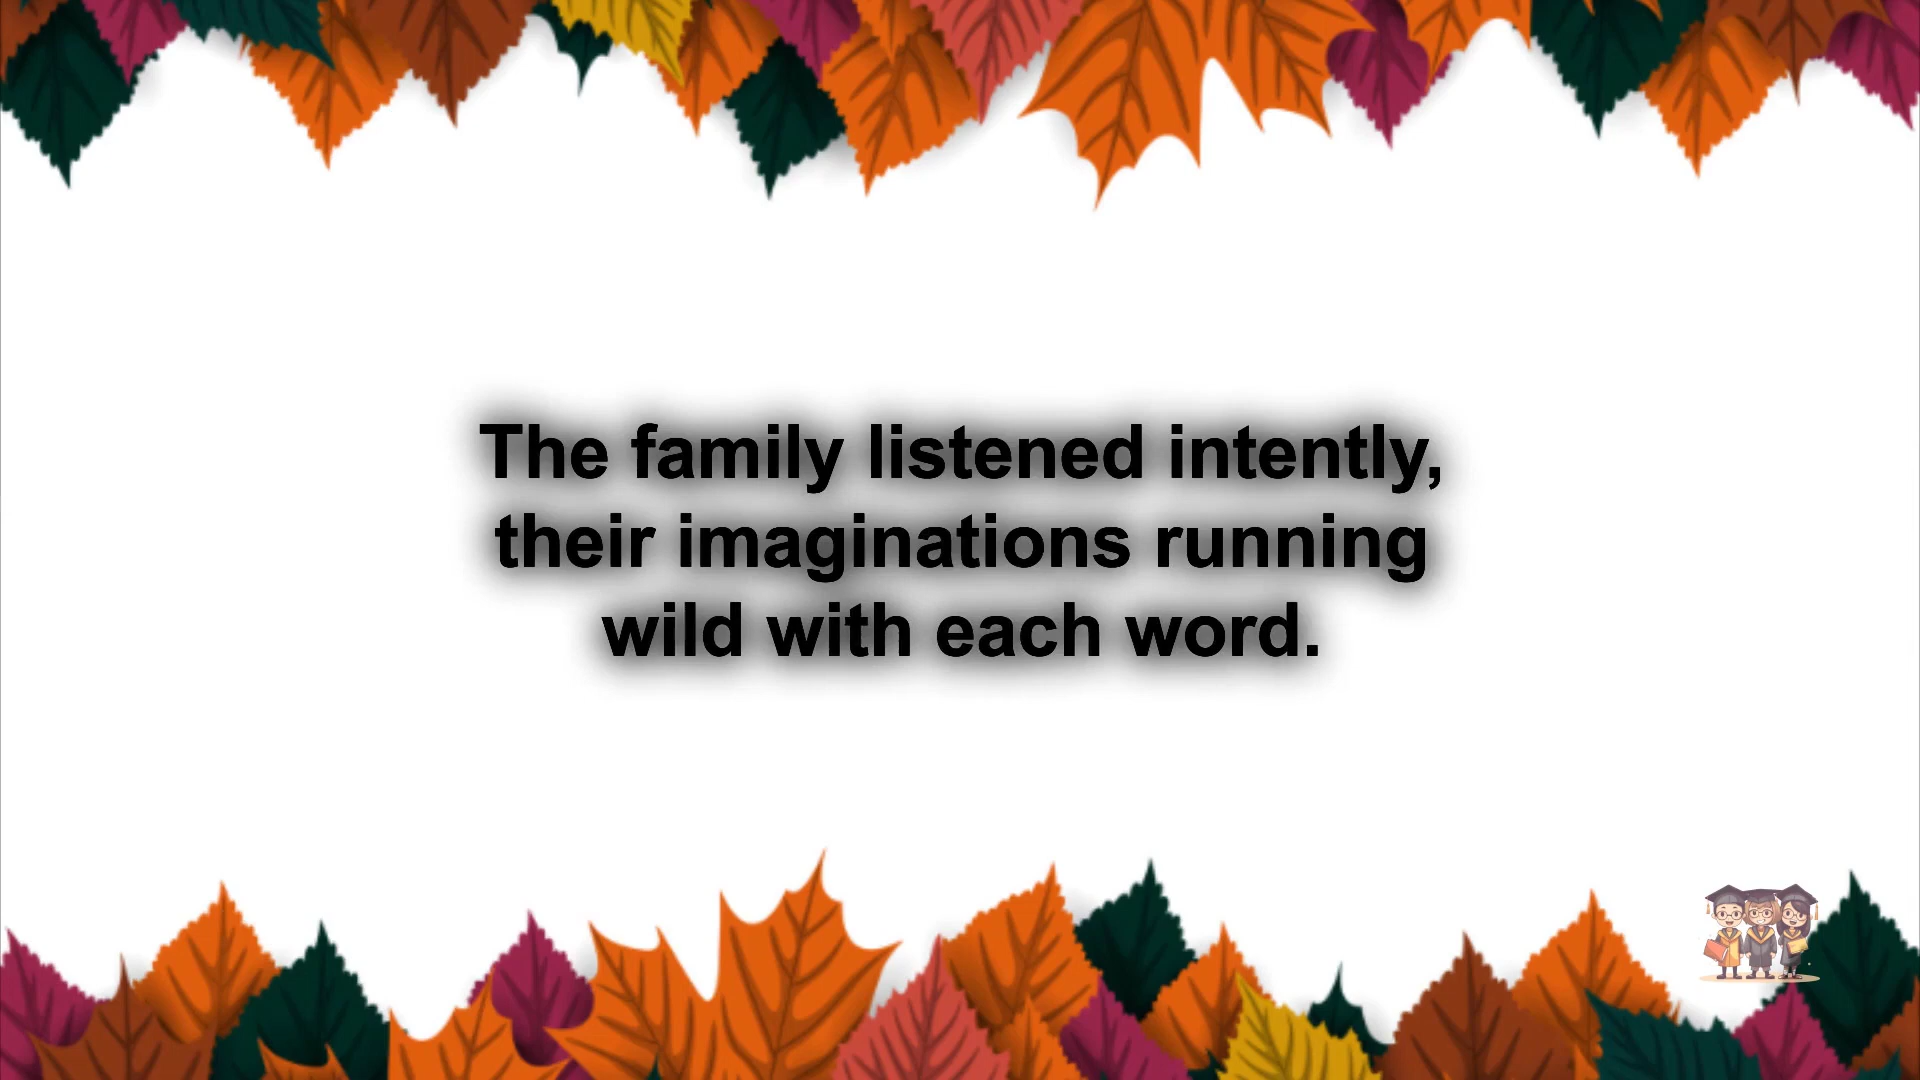 The family listened intently,
their imaginations running
wild with each word.